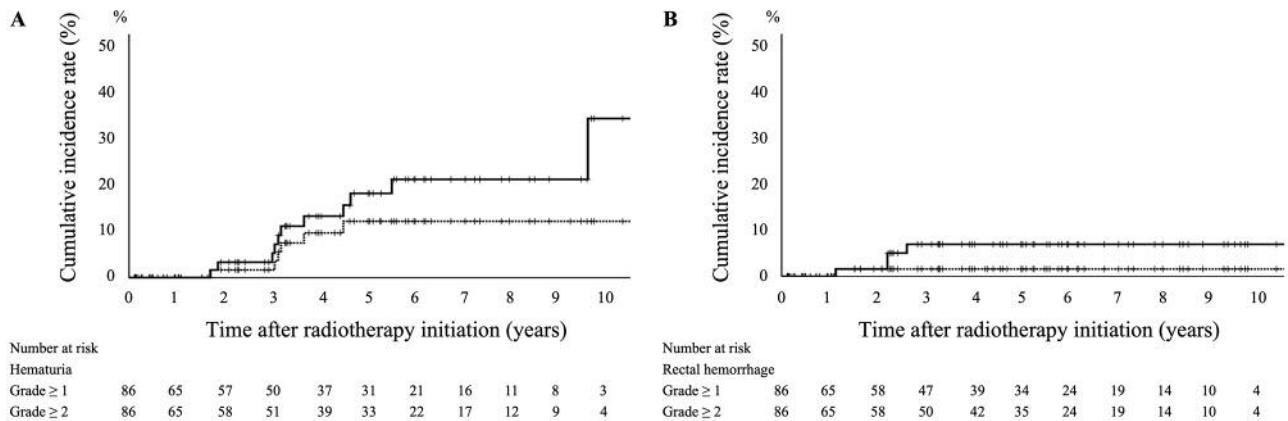 A
%
Cumulative incidence rate (%)
50
40
30
20
10
0
0 1 2 3 4 5 6 7 8 9 10
Time after radiotherapy initiation (years)
Number at risk
Hematuria
Grade ≥ 1 86 65 57 50 37 31 21 16 11 8 3
Grade ≥ 2 86 65 58 51 39 33 22 17 12 9 4
B
%
Cumulative incidence rate (%)
50
40
30
20
10
0
0 1 2 3 4 5 6 7 8 9 10
Time after radiotherapy initiation (years)
Number at risk
Rectal hemorrhage
Grade ≥ 1 86 65 58 47 39 34 24 19 14 10 4
Grade ≥ 2 86 65 58 50 42 35 24 19 14 10 4